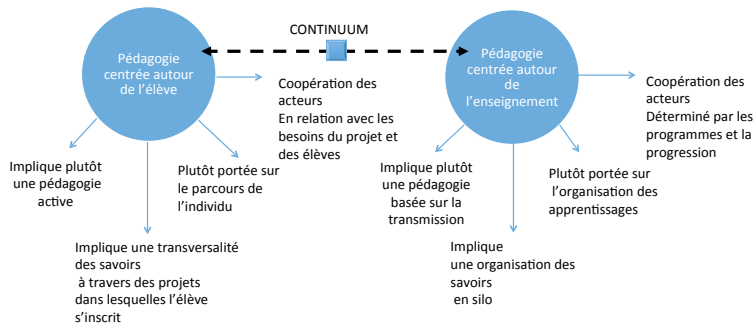 CONTINUUM
Pédagogie
centrée autour
de l’élève
Coopération des
acteurs
En relation avec les
besoins du projet et
des élèves
Implique plutôt
une pédagogie
active
Plutôt portée sur
le parcours de
l’individu
Implique une transversalité
des savoirs
à travers des projets
dans lesquelles l’élève
s’inscrit
Pédagogie
centrée autour
de
l’enseignement
Coopération des
acteurs
Déterminé par les
programmes et la
progression
Implique plutôt
une pédagogie
basée sur la
transmission
Plutôt portée sur
l’organisation des
apprentissages
Implique
une organisation des
savoirs
en silo